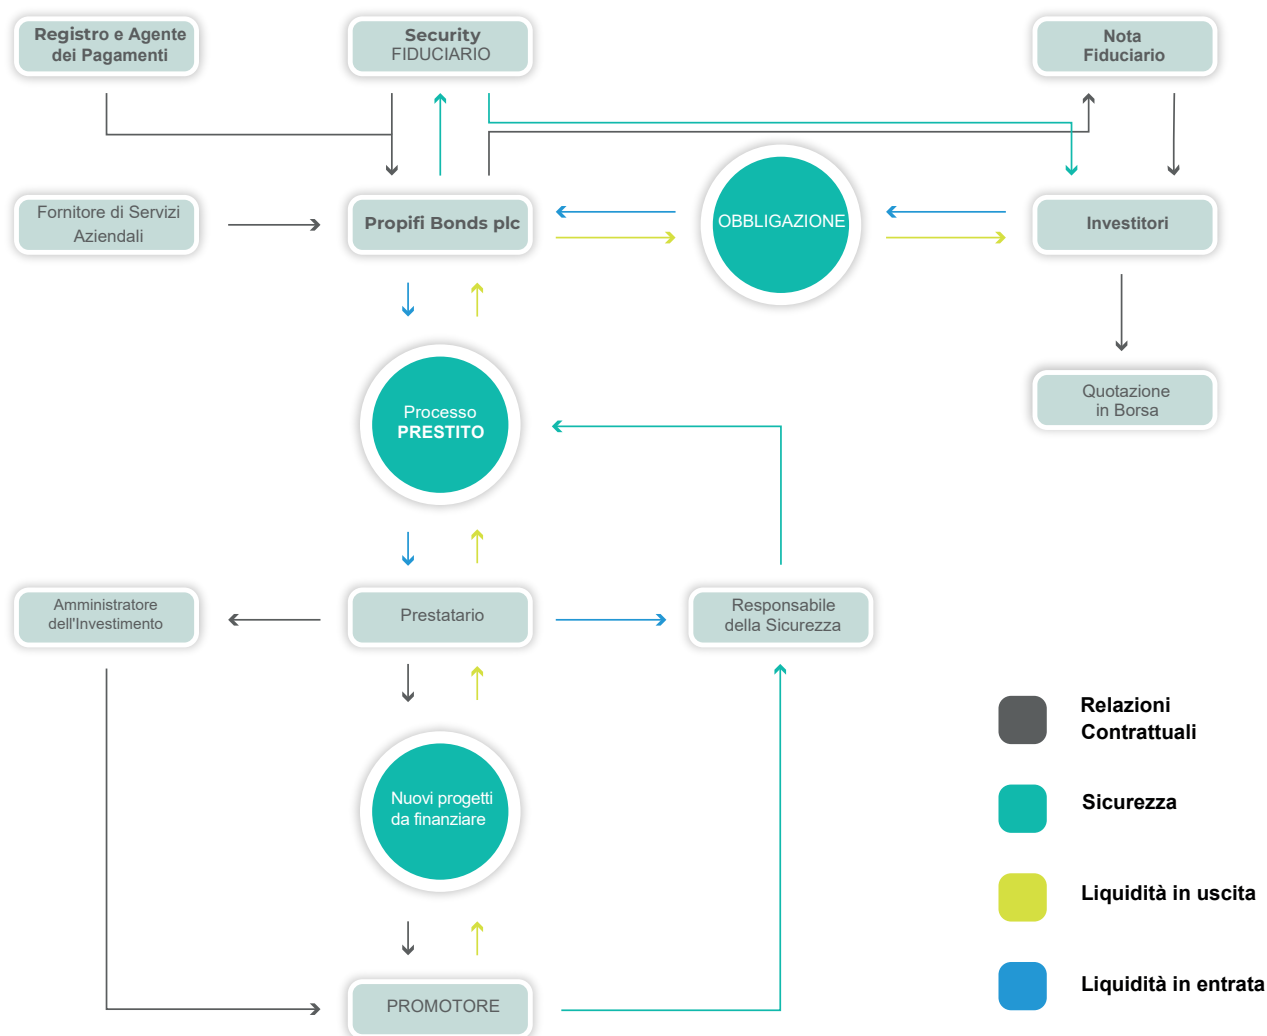 Registro e Agente
dei Pagamenti
Security
FIDUCIARIO
Nota
Fiduciario
Fornitore di Servizi
Aziendali
Propifi Bonds plc
OBBLIGAZIONE
Investitori
Processo
PRESTITO
Quotazione
in Borsa
Amministratore
dell'Investimento
Prestatario
Responsabile
della Sicurezza
Nuovi progetti
da finanziare
PROMOTORE
Relazioni
Contrattuali
Sicurezza
Liquidità in uscita
Liquidità in entrata